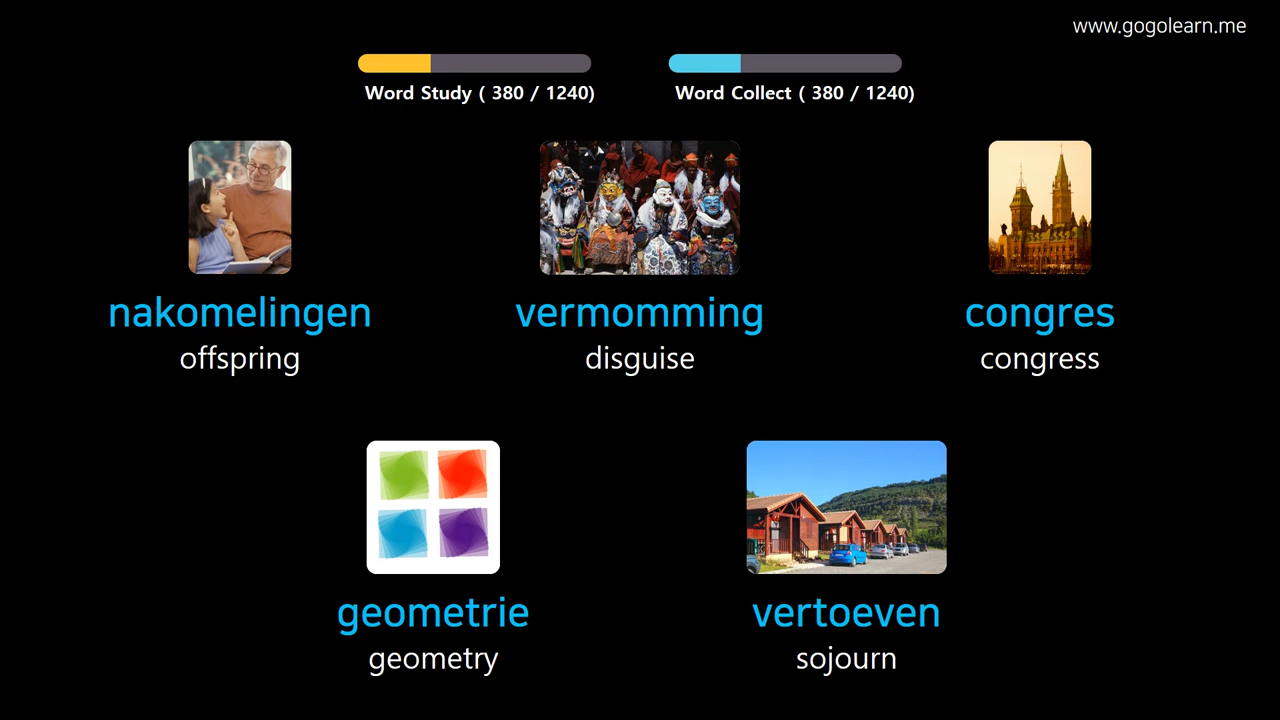 www.gogolearn.me
Word Study ( 380 / 1240)
Word Collect ( 380 / 1240)
nakomelingen
offspring
vermomming
disguise
congres
congress
geometrie
geometry
vertoeven
sojourn